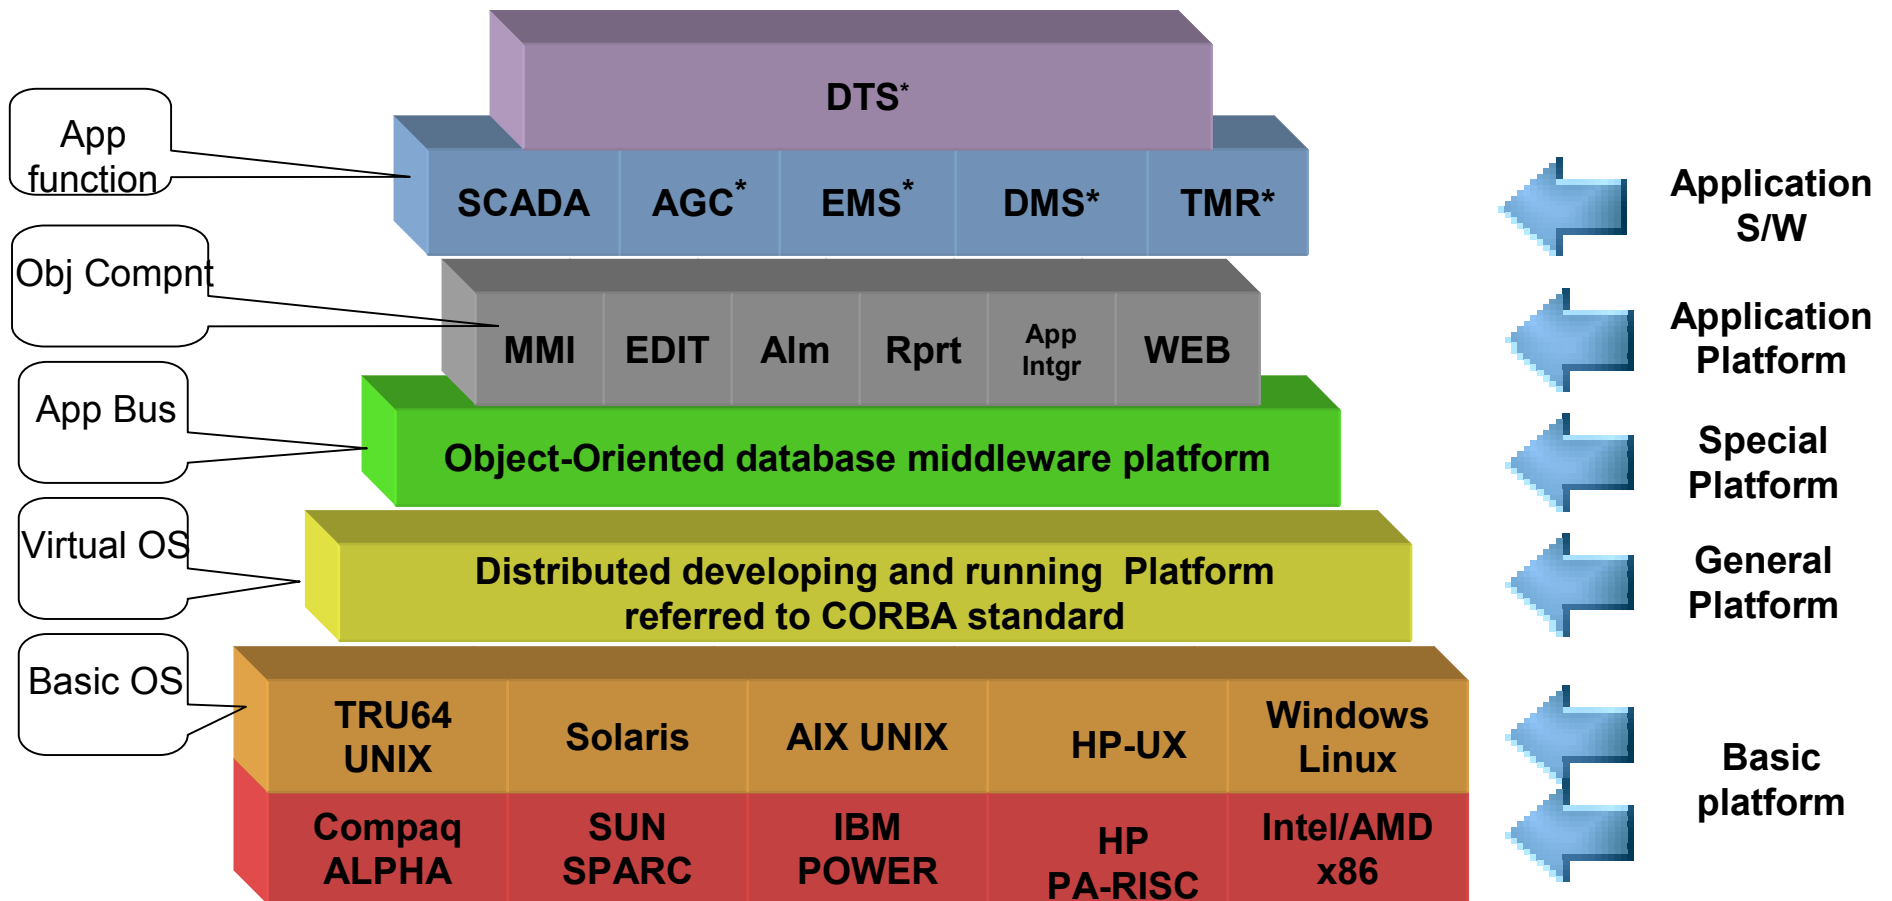 DTS*
App
function
SCADA
AGC*
EMS*
DMS*
TMR*
Application
S/W
Obj Compnt
MMI
EDIT
Alm
Rprt
App
Intgr
WEB
Application
Platform
App Bus
Object-Oriented database middleware platform
Special
Platform
Virtual OS
Distributed developing and running Platform
referred to CORBA standard
General
Platform
Basic OS
TRU64
UNIX
Solaris
AIX UNIX
HP-UX
Windows
Linux
Basic
platform
Compaq
ALPHA
SUN
SPARC
IBM
POWER
HP
PA-RISC
Intel/AMD
x86